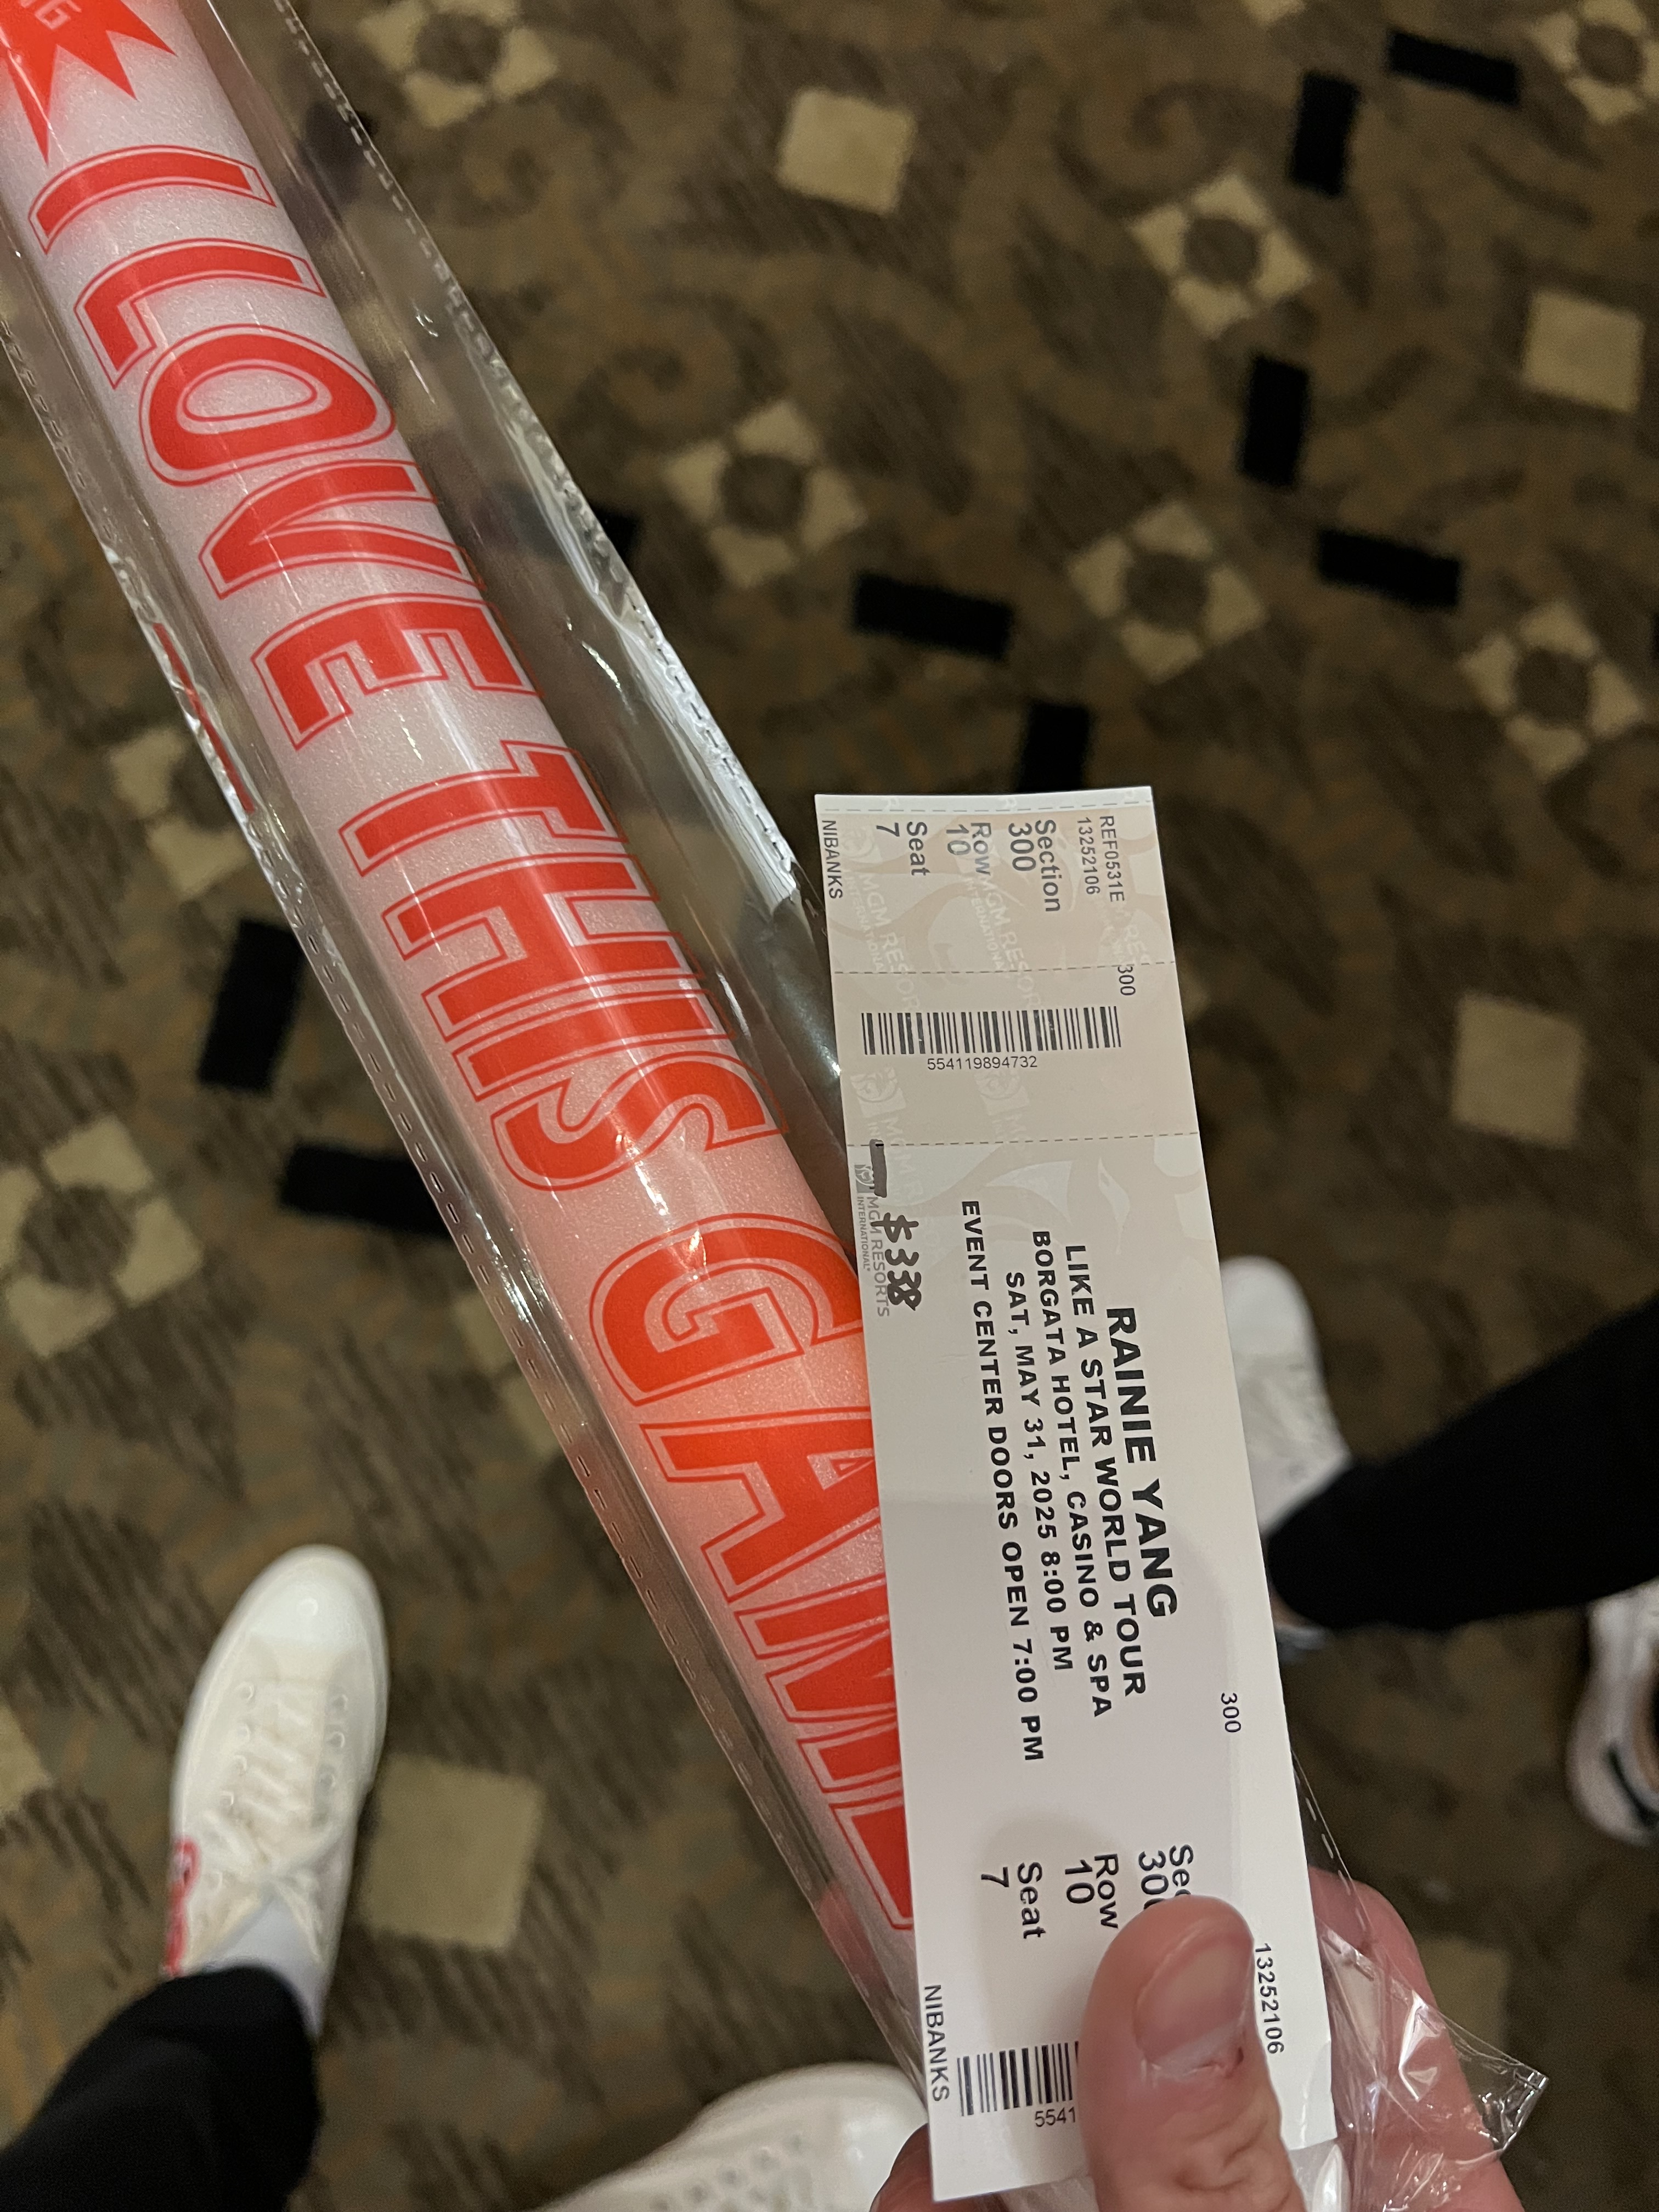 I LOVE THIS GAME
REF0531E
13252106
Section
300
Row
10
Seat
7
NIBANKS
300
554119894732
MGM RESORTS
INTERNATIONAL
$338
RAINIE YANG
LIKE A STAR WORLD TOUR
BORGATA HOTEL, CASINO & SPA
SAT, MAY 31, 2025 8:00 PM
EVENT CENTER DOORS OPEN 7:00 PM
300
Row
10
Seat
7
13252106
NIBANKS
5541